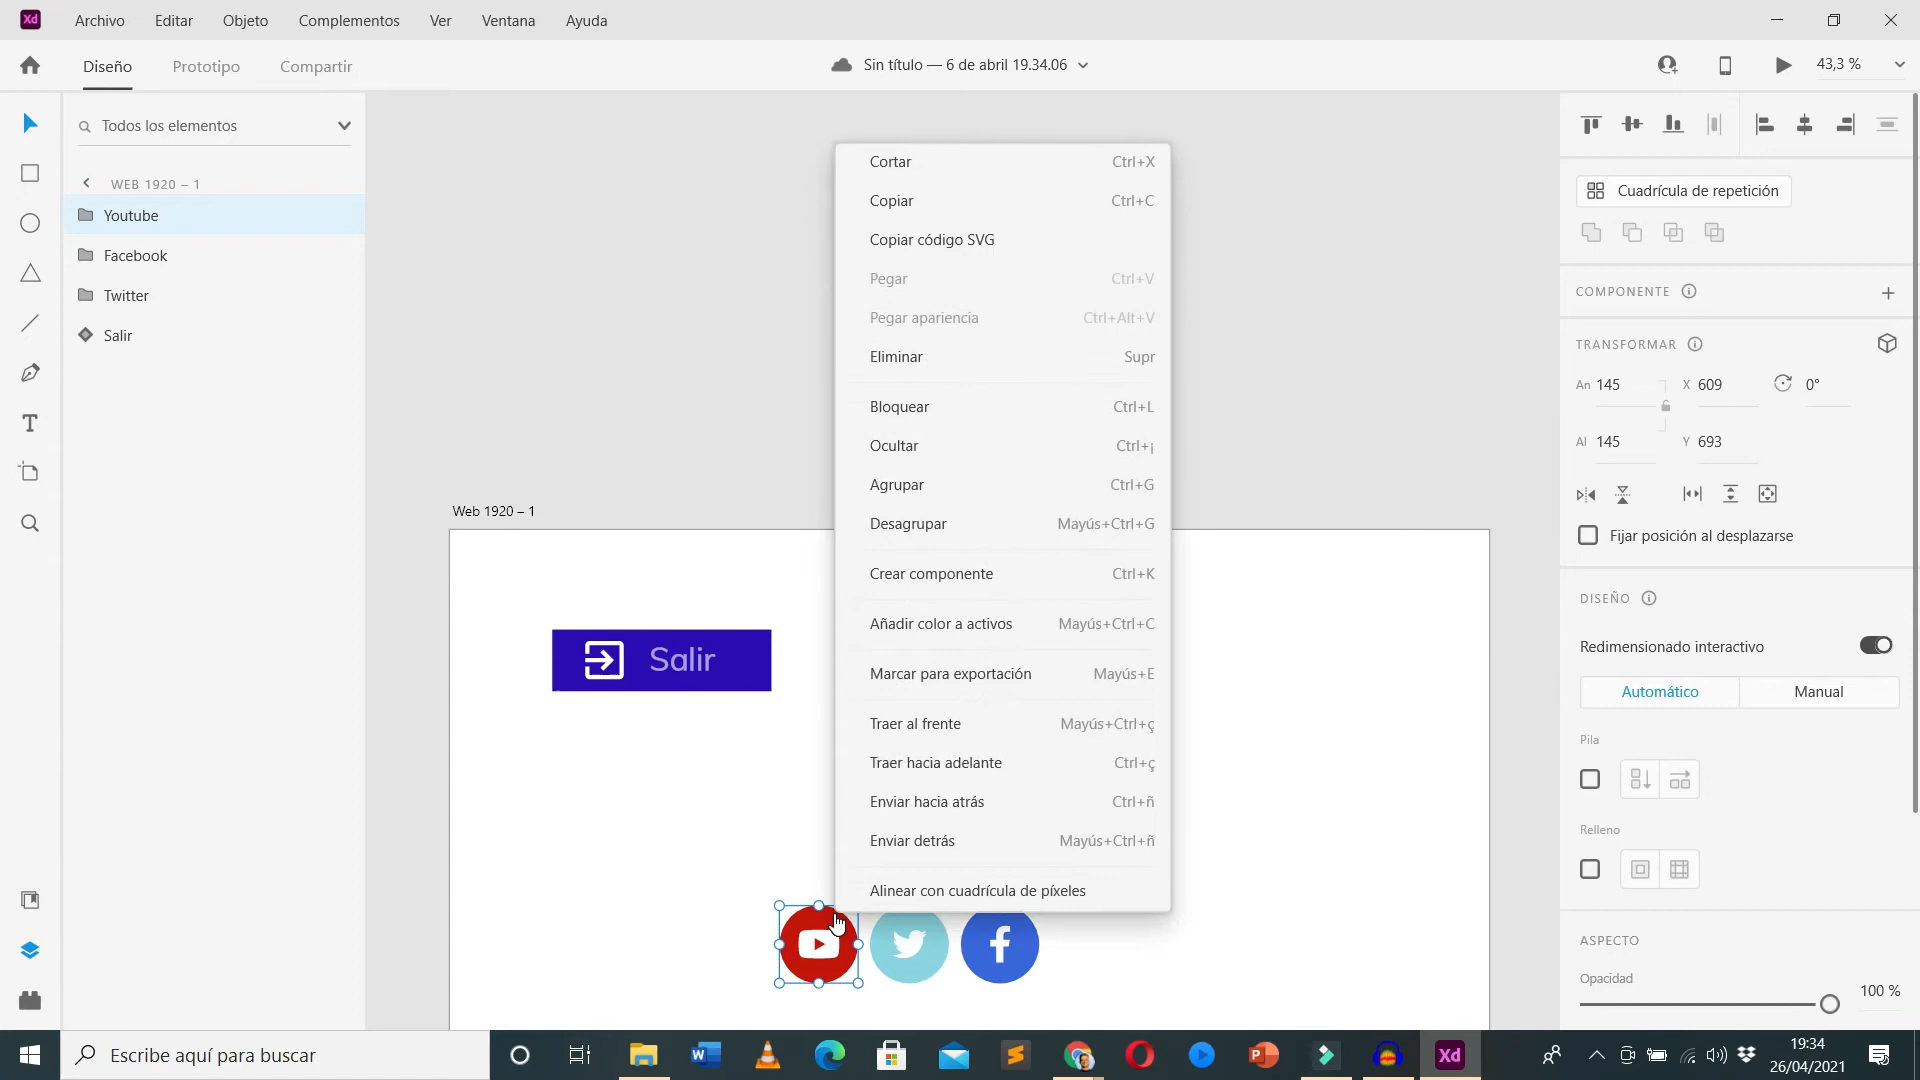 Xd Archivo Editar Objeto Complementos Ver Ventana Ayuda
Diseño Prototipo Compartir Sin título — 6 de abril 19.34.06 43,3 %
Todos los elementos
WEB 1920 – 1
Youtube
Facebook
Twitter
Salir
Cortar Ctrl+X
Copiar Ctrl+C
Copiar código SVG
Pegar Ctrl+V
Pegar apariencia Ctrl+Alt+V
Eliminar Supr
Bloquear Ctrl+L
Ocultar Ctrl+¡
Agrupar Ctrl+G
Desagrupar Mayús+Ctrl+G
Crear componente Ctrl+K
Añadir color a activos Mayús+Ctrl+C
Marcar para exportación Mayús+E
Traer al frente Mayús+Ctrl+ç
Traer hacia adelante Ctrl+ç
Enviar hacia atrás Ctrl+ñ
Enviar detrás Mayús+Ctrl+ñ
Alinear con cuadrícula de píxeles
Web 1920 – 1
Salir
Cuadrícula de repetición
COMPONENTE
TRANSFORMAR
An 145 X 609 0°
Al 145 Y 693
Fijar posición al desplazarse
DISEÑO
Redimensionado interactivo
Automático Manual
Pila
Relleno
ASPECTO
Opacidad
100 %
Escribe aquí para buscar
Xd
19:34
26/04/2021